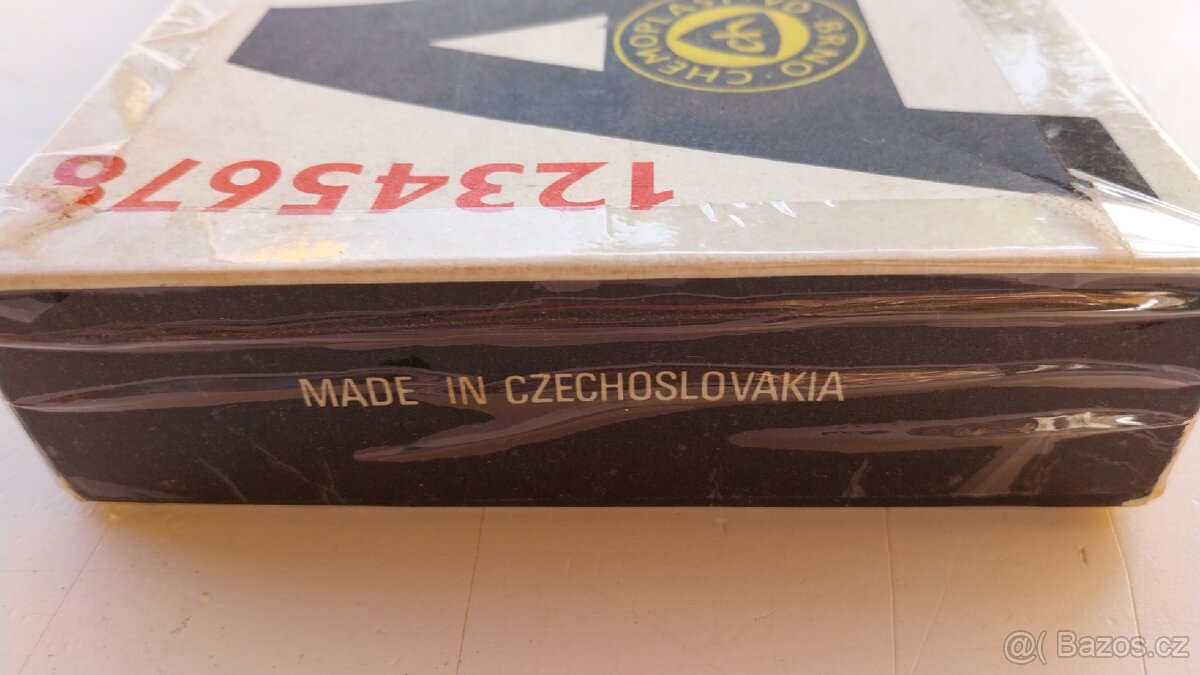 CHEMOPLAST
BRNO
12345678
MADE IN CZECHOSLOVAKIA
@( Bazos.cz